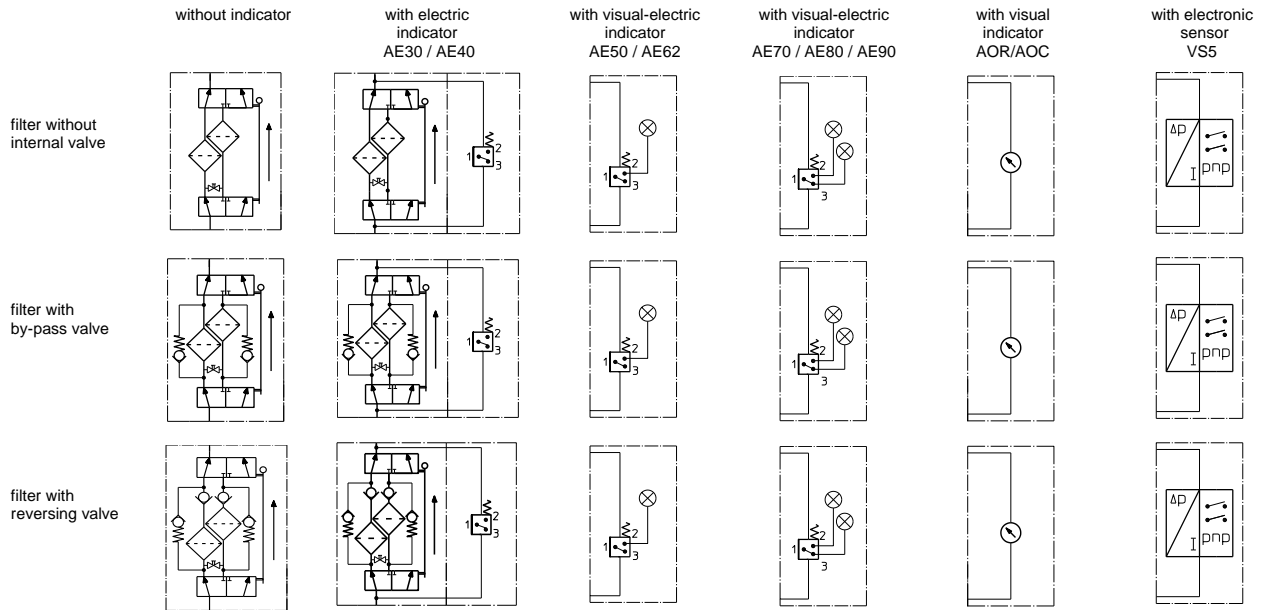 without indicator
with electric
indicator
AE30 / AE40
with visual-electric
indicator
AE50 / AE62
with visual-electric
indicator
AE70 / AE80 / AE90
with visual
indicator
AOR/AOC
with electronic
sensor
VS5
filter without
internal valve
1 2
3
1 2
3
1 2
3
Δp
I pnp
filter with
by-pass valve
1 2
3
1 2
3
1 2
3
Δp
I pnp
filter with
reversing valve
1 2
3
1 2
3
1 2
3
Δp
I pnp